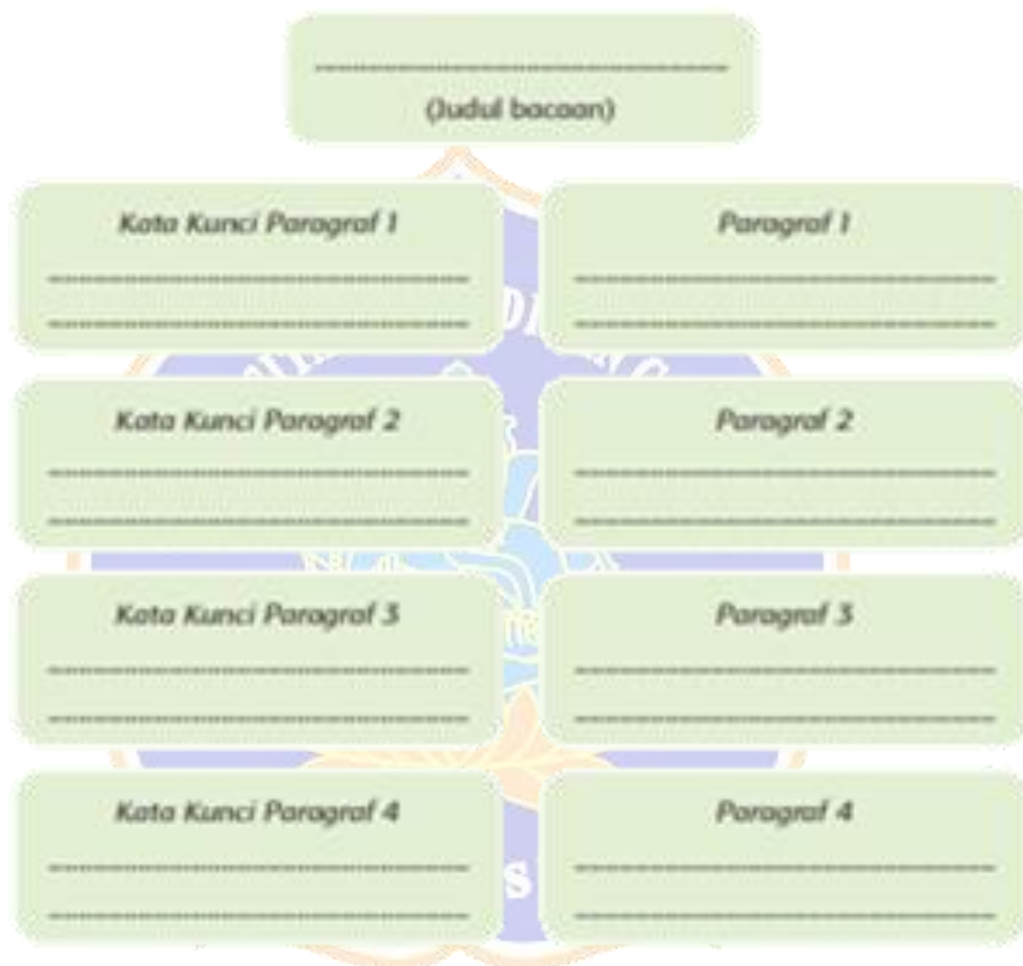 (Judul bacaan)
Kata Kunci Paragraf 1
Paragraf 1
Kata Kunci Paragraf 2
Paragraf 2
Kata Kunci Paragraf 3
Paragraf 3
Kata Kunci Paragraf 4
Paragraf 4